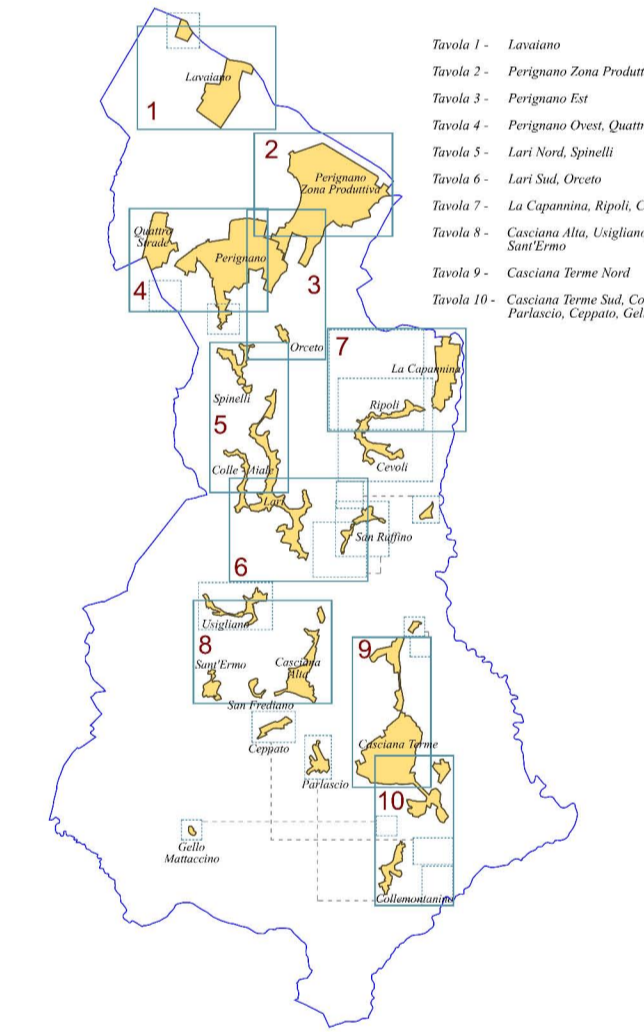 Tavola 1 - Lavaiano
Tavola 2 - Perignano Zona
Tavola 3 - Perignano Est
Tavola 4 - Perignano Ovest,
Tavola 5 - Lari Nord, Spinelli
Tavola 6 - Lari Sud, Orceto
Tavola 7 - La Capannina, Ripoli,
Tavola 8 - Casciana Alta, Usigliano
Sant'Ermo
Tavola 9 - Casciana Terme Nord
Tavola 10 - Casciana Terme Sud,
Parlascio, Ceppato,
Lavaiano
1
2
Perignano
Zona Produttiva
Quattro
Strade
Perignano
3
4
Orceto
7
La Capannina
Spinelli
Ripoli
5
Colle - Aiale
Cevoli
Lari
San Ruffino
6
Usigliano
8
9
Sant'Ermo
Casciana
Alta
San Frediano
Ceppato
Casciana Terme
Parlascio
10
Gello
Mattaccino
Collemontanino